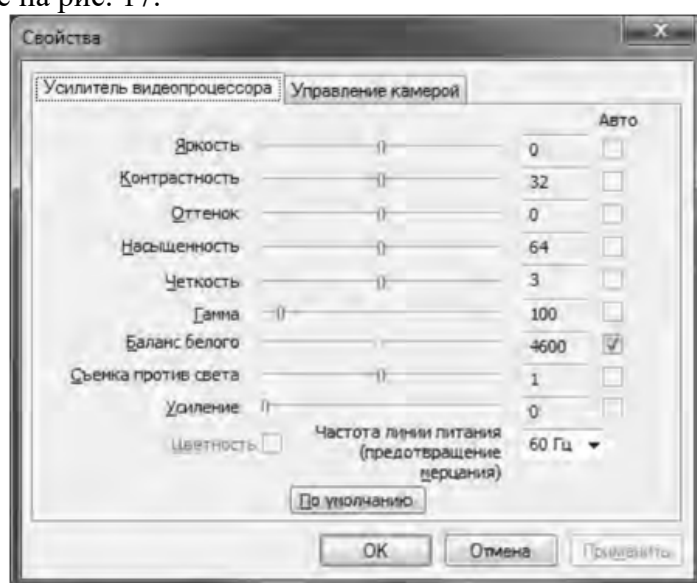 на рис. 17.
Свойства
Усилитель видеопроцессора Управление камерой
Авто
Яркость 0
Контрастность 32
Оттенок 0
Насыщенность 64
Четкость 3
Гамма 100
Баланс белого 4600
Съемка против света 1
Усиление 0
Цветность Частота линии питания (предотвращение мерцания) 60 Гц
По умолчанию
OK Отмена Применить